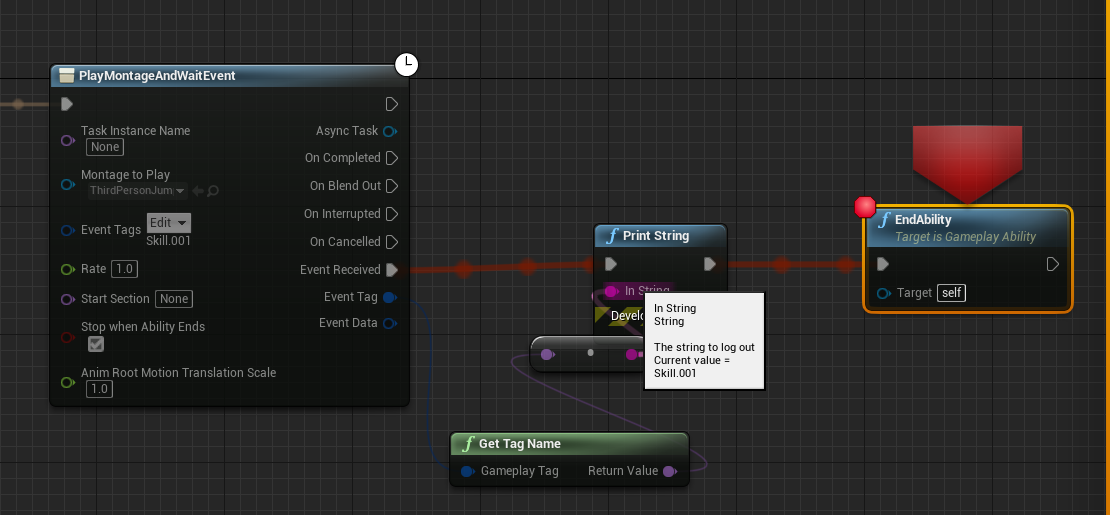 PlayMontageAndWaitEvent
Task Instance Name
None
Montage to Play
ThirdPersonJum
Event Tags
Edit
Skill.001
Rate
1.0
Start Section
None
Stop when Ability Ends
Anim Root Motion Translation Scale
1.0
Async Task
On Completed
On Blend Out
On Interrupted
On Cancelled
Event Received
Event Tag
Event Data
f Print String
In String
Develo
In String
String
The string to log out
Current value =
Skill.001
f Get Tag Name
Gameplay Tag
Return Value
f EndAbility
Target is Gameplay Ability
Target
self